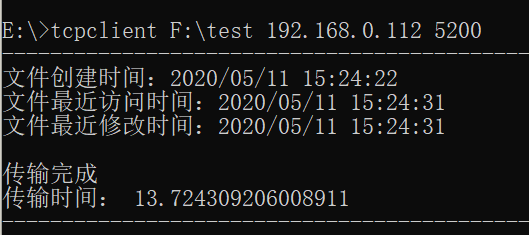 E:\>tcpclient F:\test 192.168.0.112 5200
------------------------------------------------------------
文件创建时间：2020/05/11 15:24:22
文件最近访问时间：2020/05/11 15:24:31
文件最近修改时间：2020/05/11 15:24:31
传输完成
传输时间： 13.724309206008911
------------------------------------------------------------